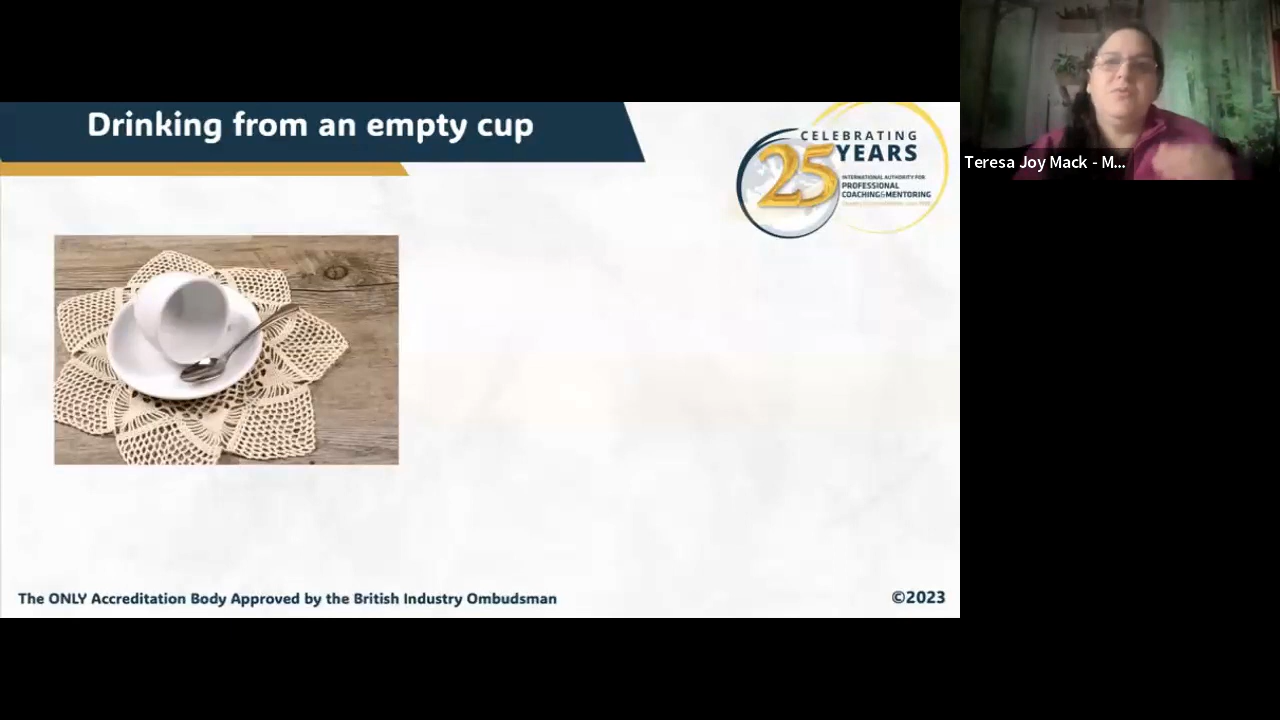 Drinking from an empty cup
CELEBRATING
25 YEARS
INTERNATIONAL AUTHORITY FOR
PROFESSIONAL
COACHING&MENTORING
Teresa Joy Mack - M...
The ONLY Accreditation Body Approved by the British Industry Ombudsman
©2023